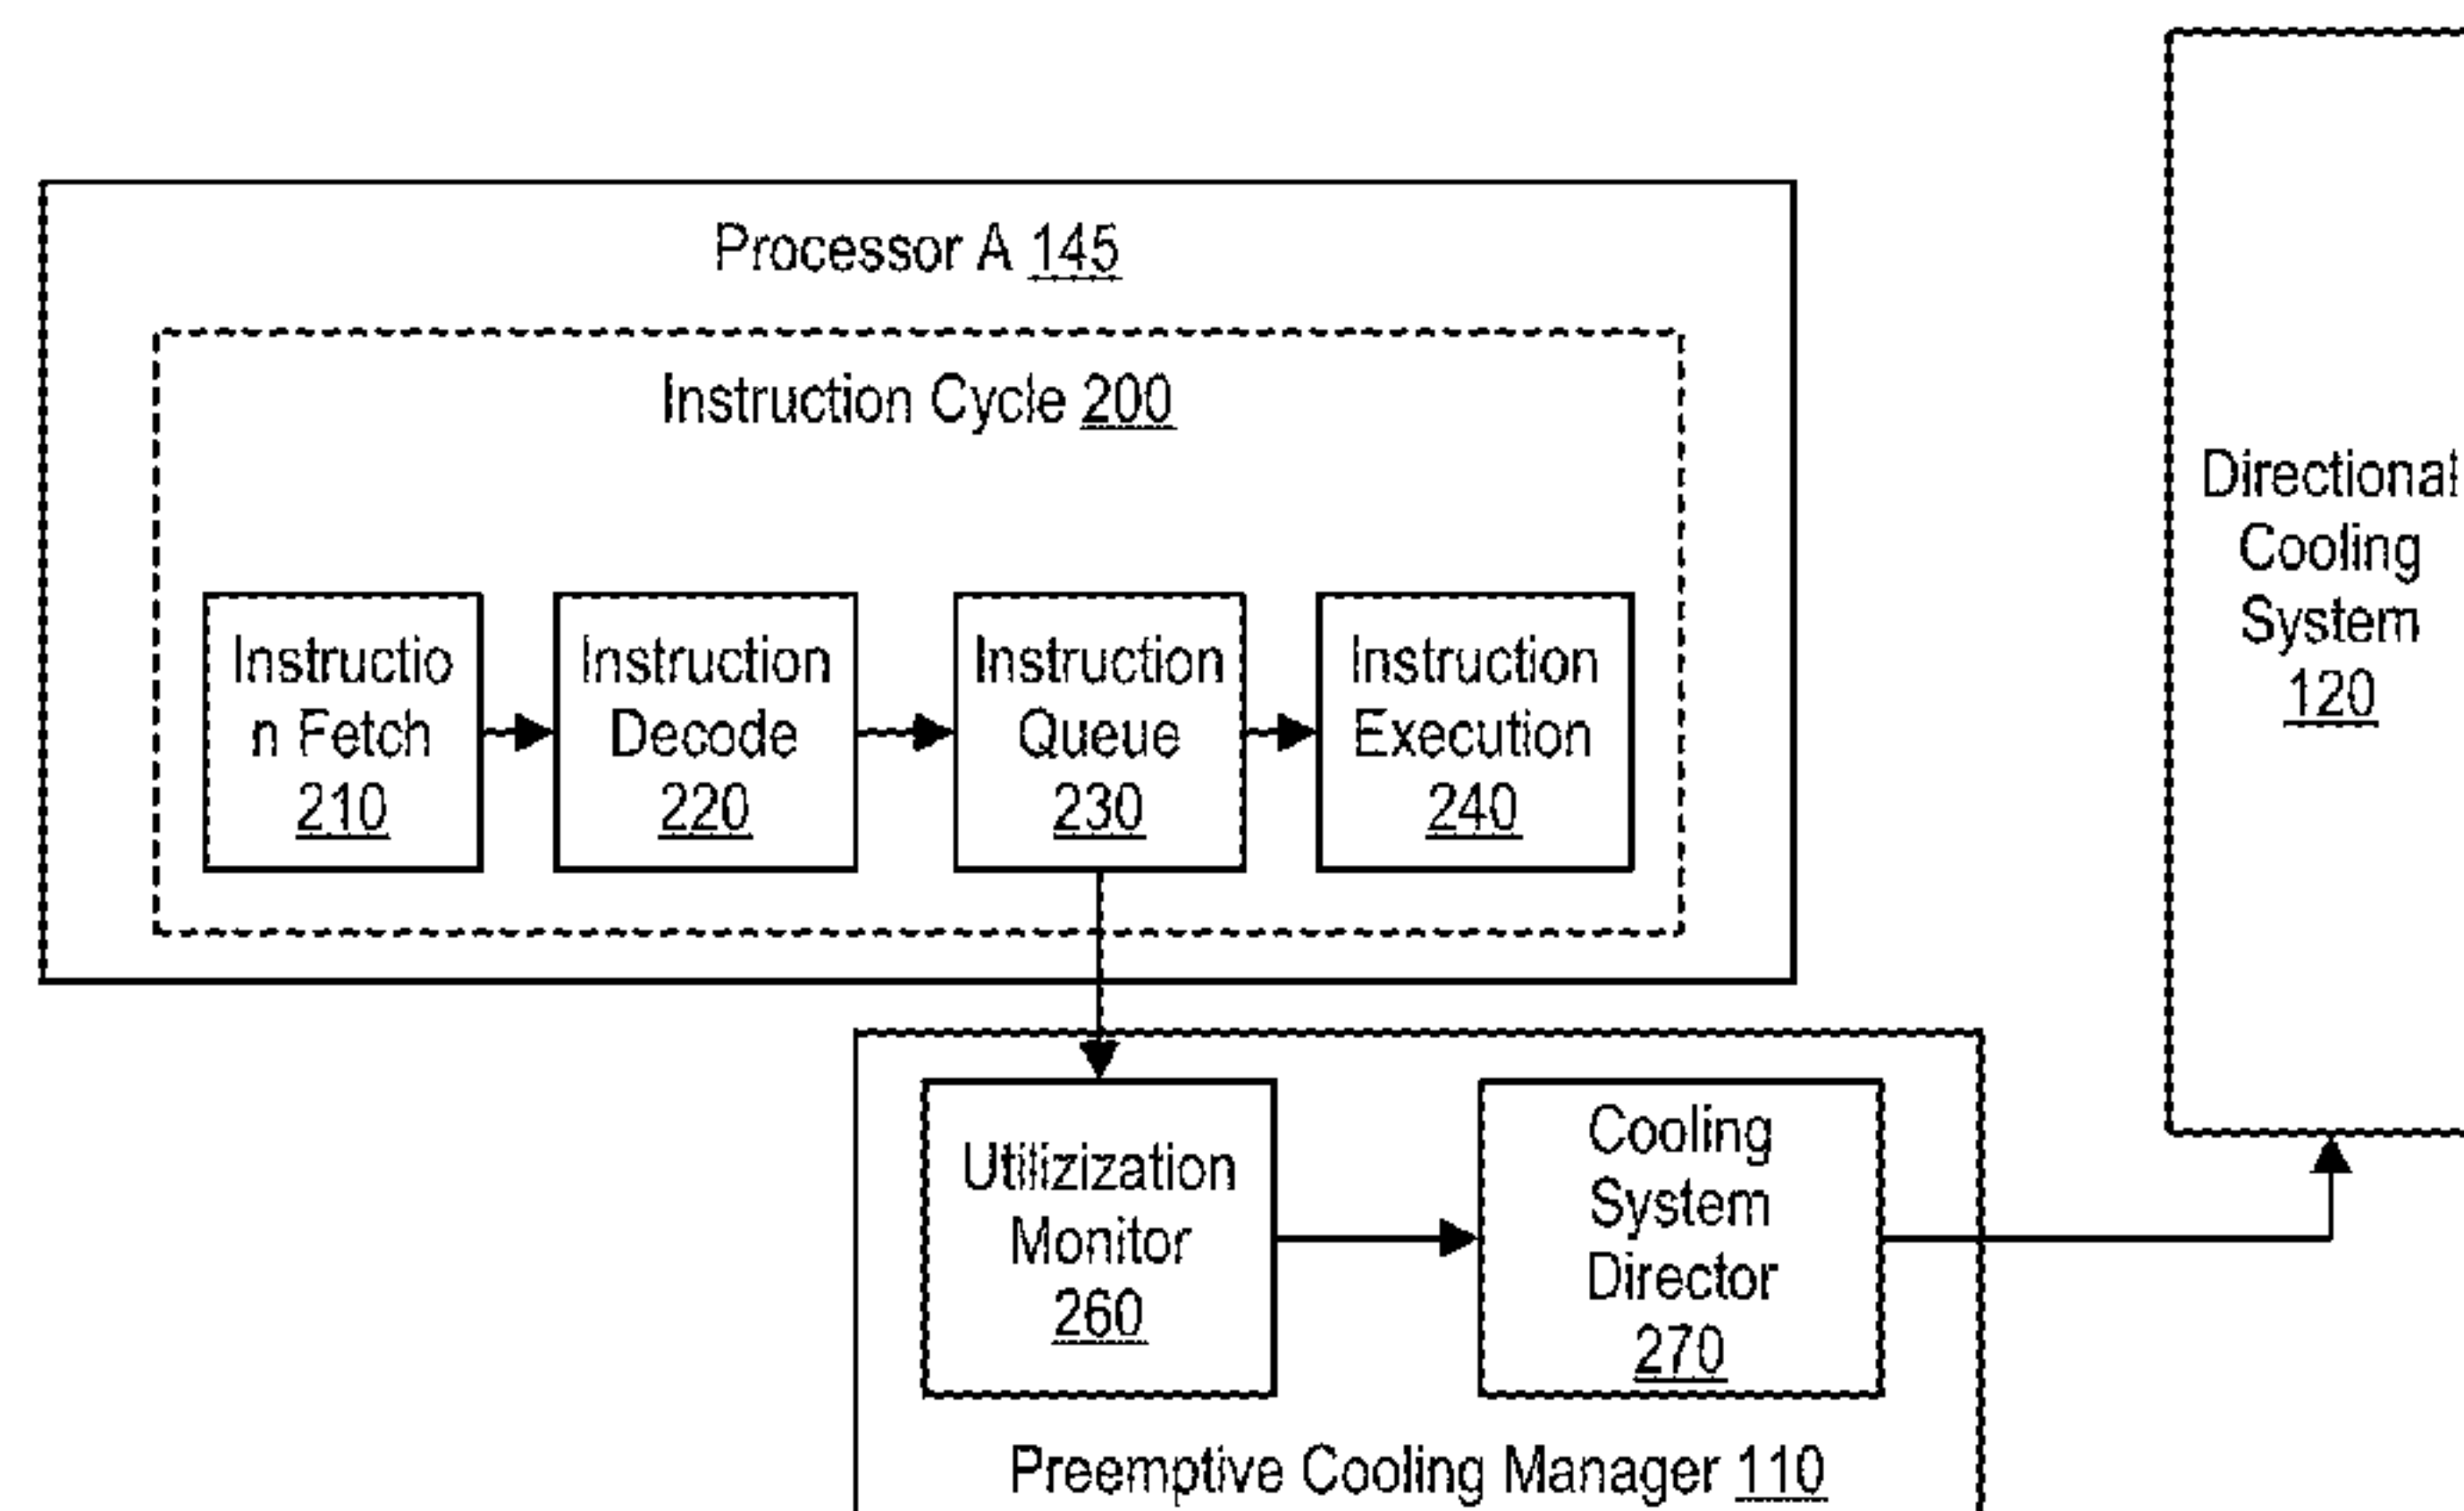 Processor A 145
Instruction Cycle 200
Instructio
n Fetch
210
Instruction
Decode
220
Instruction
Queue
230
Instruction
Execution
240
Directional
Cooling
System
120
Utilizization
Monitor
260
Cooling
System
Director
270
Preemptive Cooling Manager 110